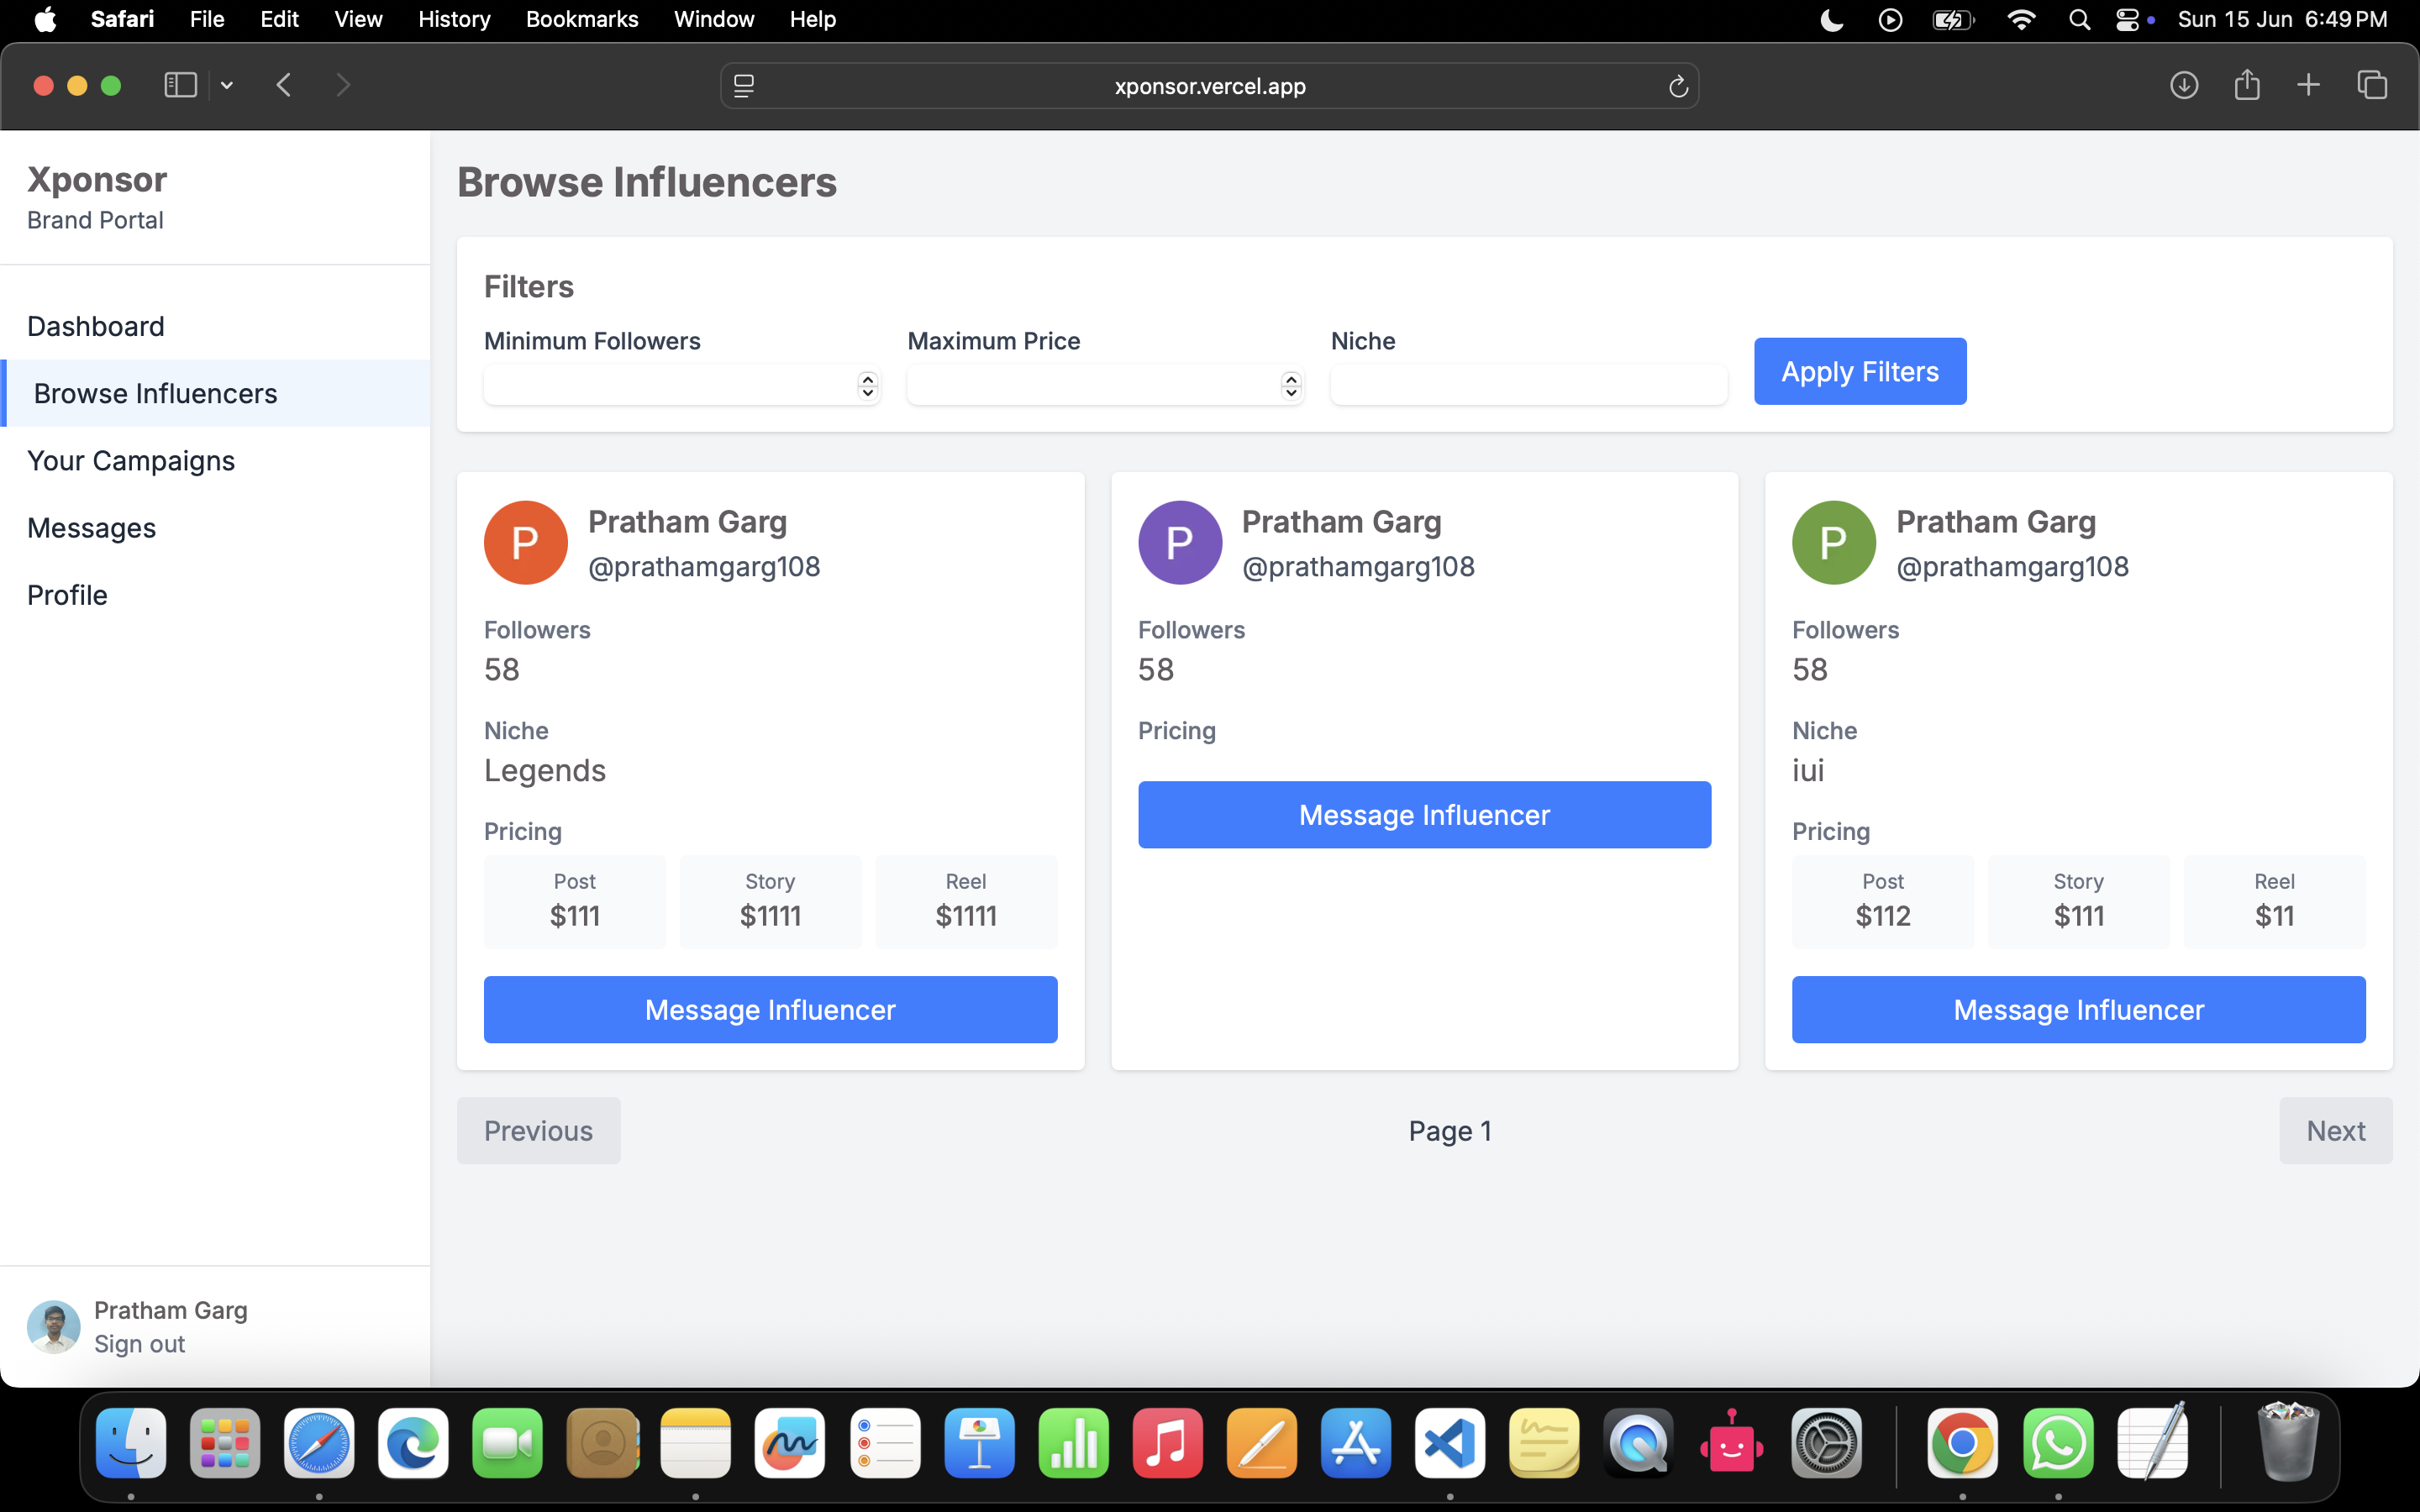 Safari File Edit View History Bookmarks Window Help Sun 15 Jun 6:49 PM
xponsor.vercel.app
Xponsor
Brand Portal
Dashboard
Browse Influencers
Your Campaigns
Messages
Profile
Pratham Garg
Sign out
Browse Influencers
Filters
Minimum Followers Maximum Price Niche
Apply Filters
P Pratham Garg
@prathamgarg108
Followers
58
Niche
Legends
Pricing
Post Story Reel
$111 $1111 $1111
Message Influencer
P Pratham Garg
@prathamgarg108
Followers
58
Pricing
Message Influencer
P Pratham Garg
@prathamgarg108
Followers
58
Niche
iui
Pricing
Post Story Reel
$112 $111 $11
Message Influencer
Previous Page 1 Next